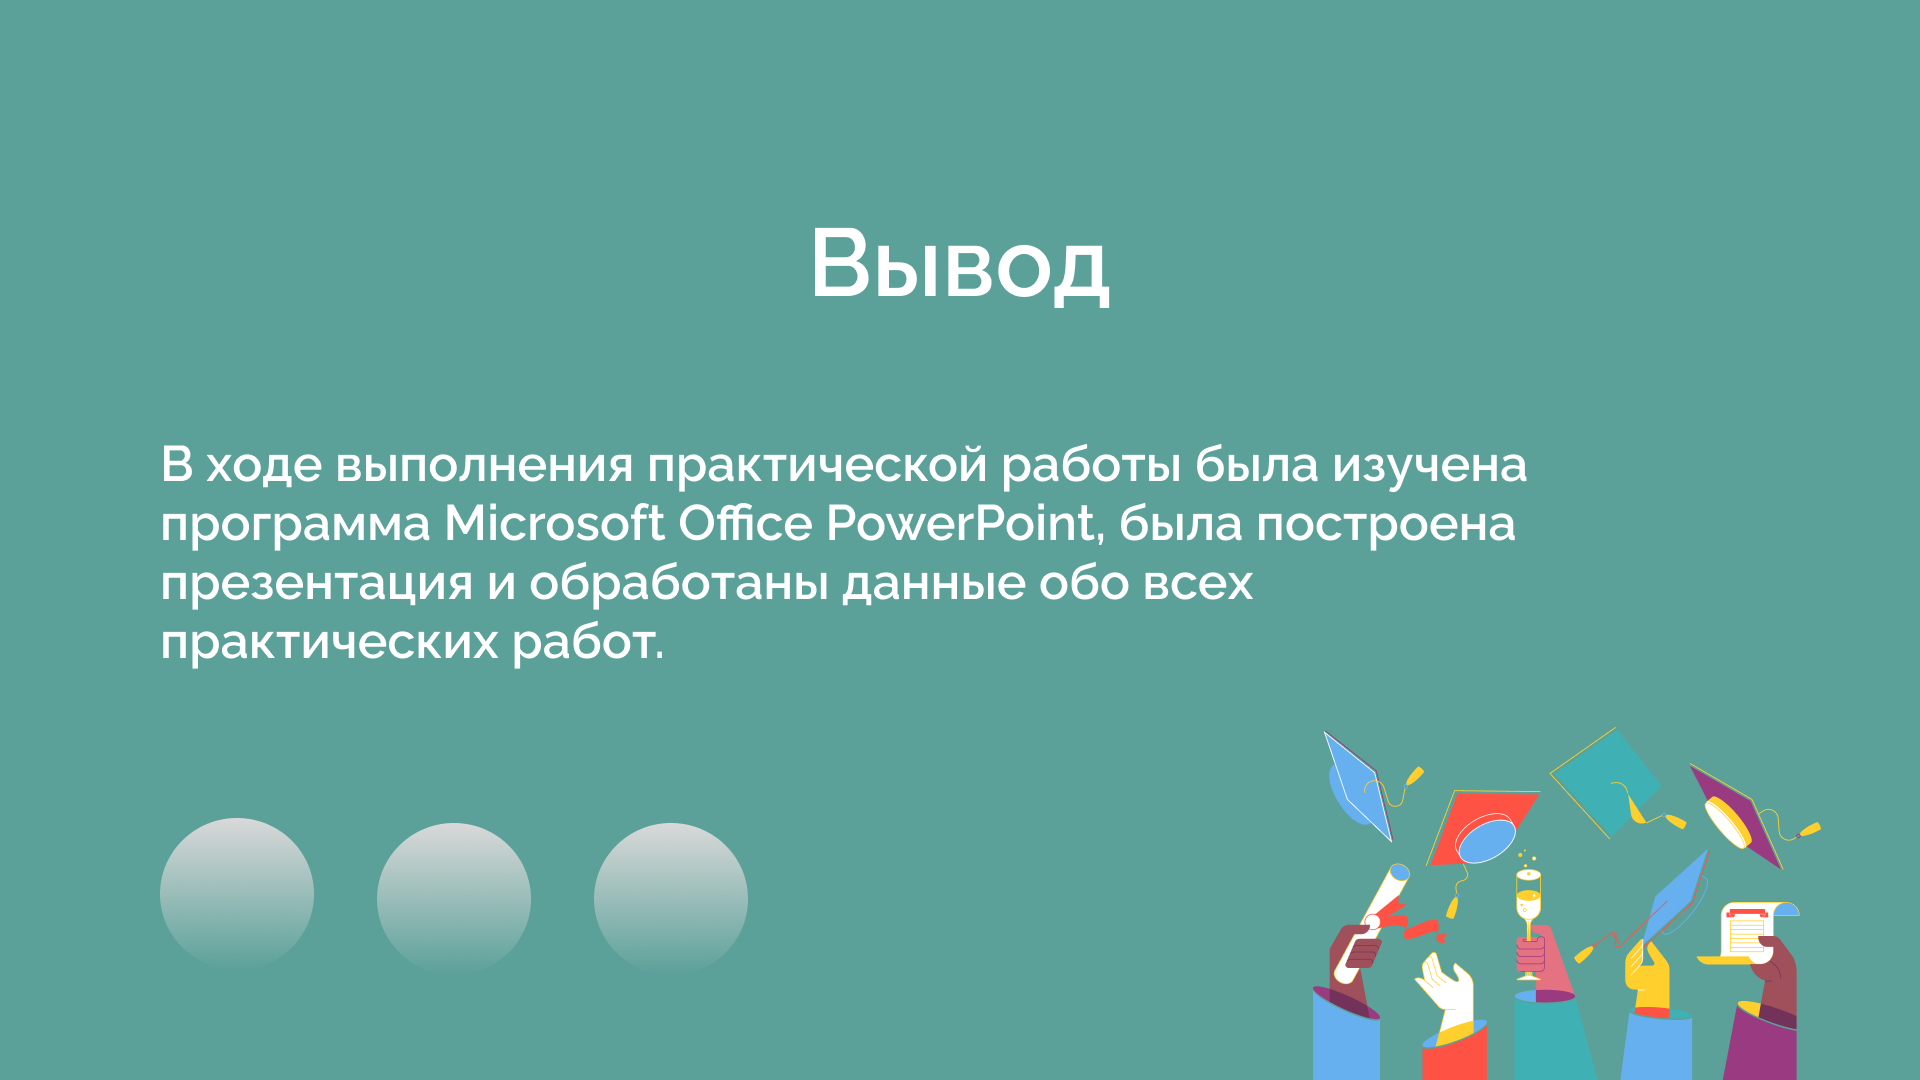 Вывод
В ходе выполнения практической работы была изучена
программа Microsoft Office PowerPoint, была построена
презентация и обработаны данные обо всех
практических работ.